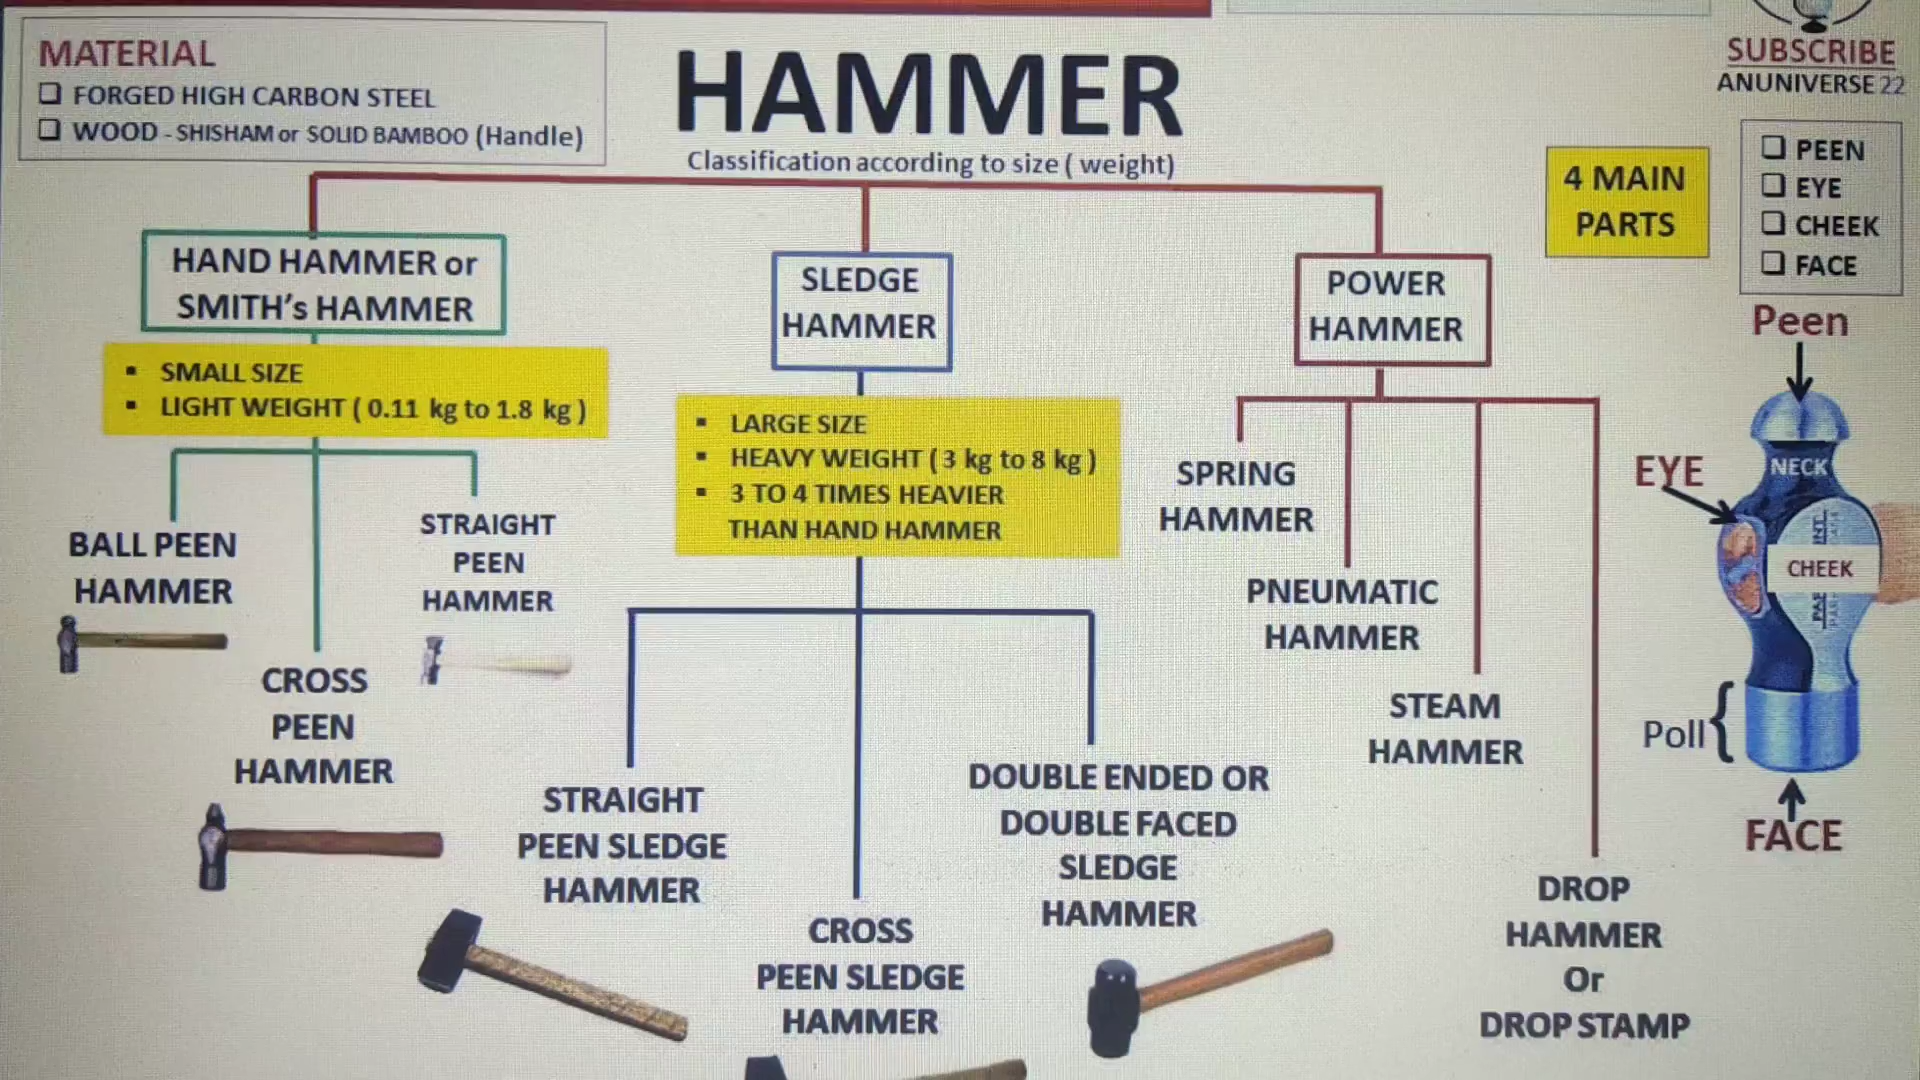 MATERIAL
❑ FORGED HIGH CARBON STEEL
❑ WOOD - SHISHAM or SOLID BAMBOO (Handle)
HAMMER
Classification according to size ( weight)
SUBSCRIBE
ANUNIVERSE 22
4 MAIN
PARTS
❑ PEEN
❑ EYE
❑ CHEEK
❑ FACE
HAND HAMMER or
SMITH's HAMMER
▪ SMALL SIZE
▪ LIGHT WEIGHT ( 0.11 kg to 1.8 kg )
BALL PEEN
HAMMER
CROSS
PEEN
HAMMER
STRAIGHT
PEEN
HAMMER
SLEDGE
HAMMER
▪ LARGE SIZE
▪ HEAVY WEIGHT ( 3 kg to 8 kg )
▪ 3 TO 4 TIMES HEAVIER
THAN HAND HAMMER
STRAIGHT
PEEN SLEDGE
HAMMER
CROSS
PEEN SLEDGE
HAMMER
DOUBLE ENDED OR
DOUBLE FACED
SLEDGE
HAMMER
POWER
HAMMER
SPRING
HAMMER
PNEUMATIC
HAMMER
STEAM
HAMMER
DROP
HAMMER
Or
DROP STAMP
Peen
NECK
EYE
CHEEK
Poll
FACE